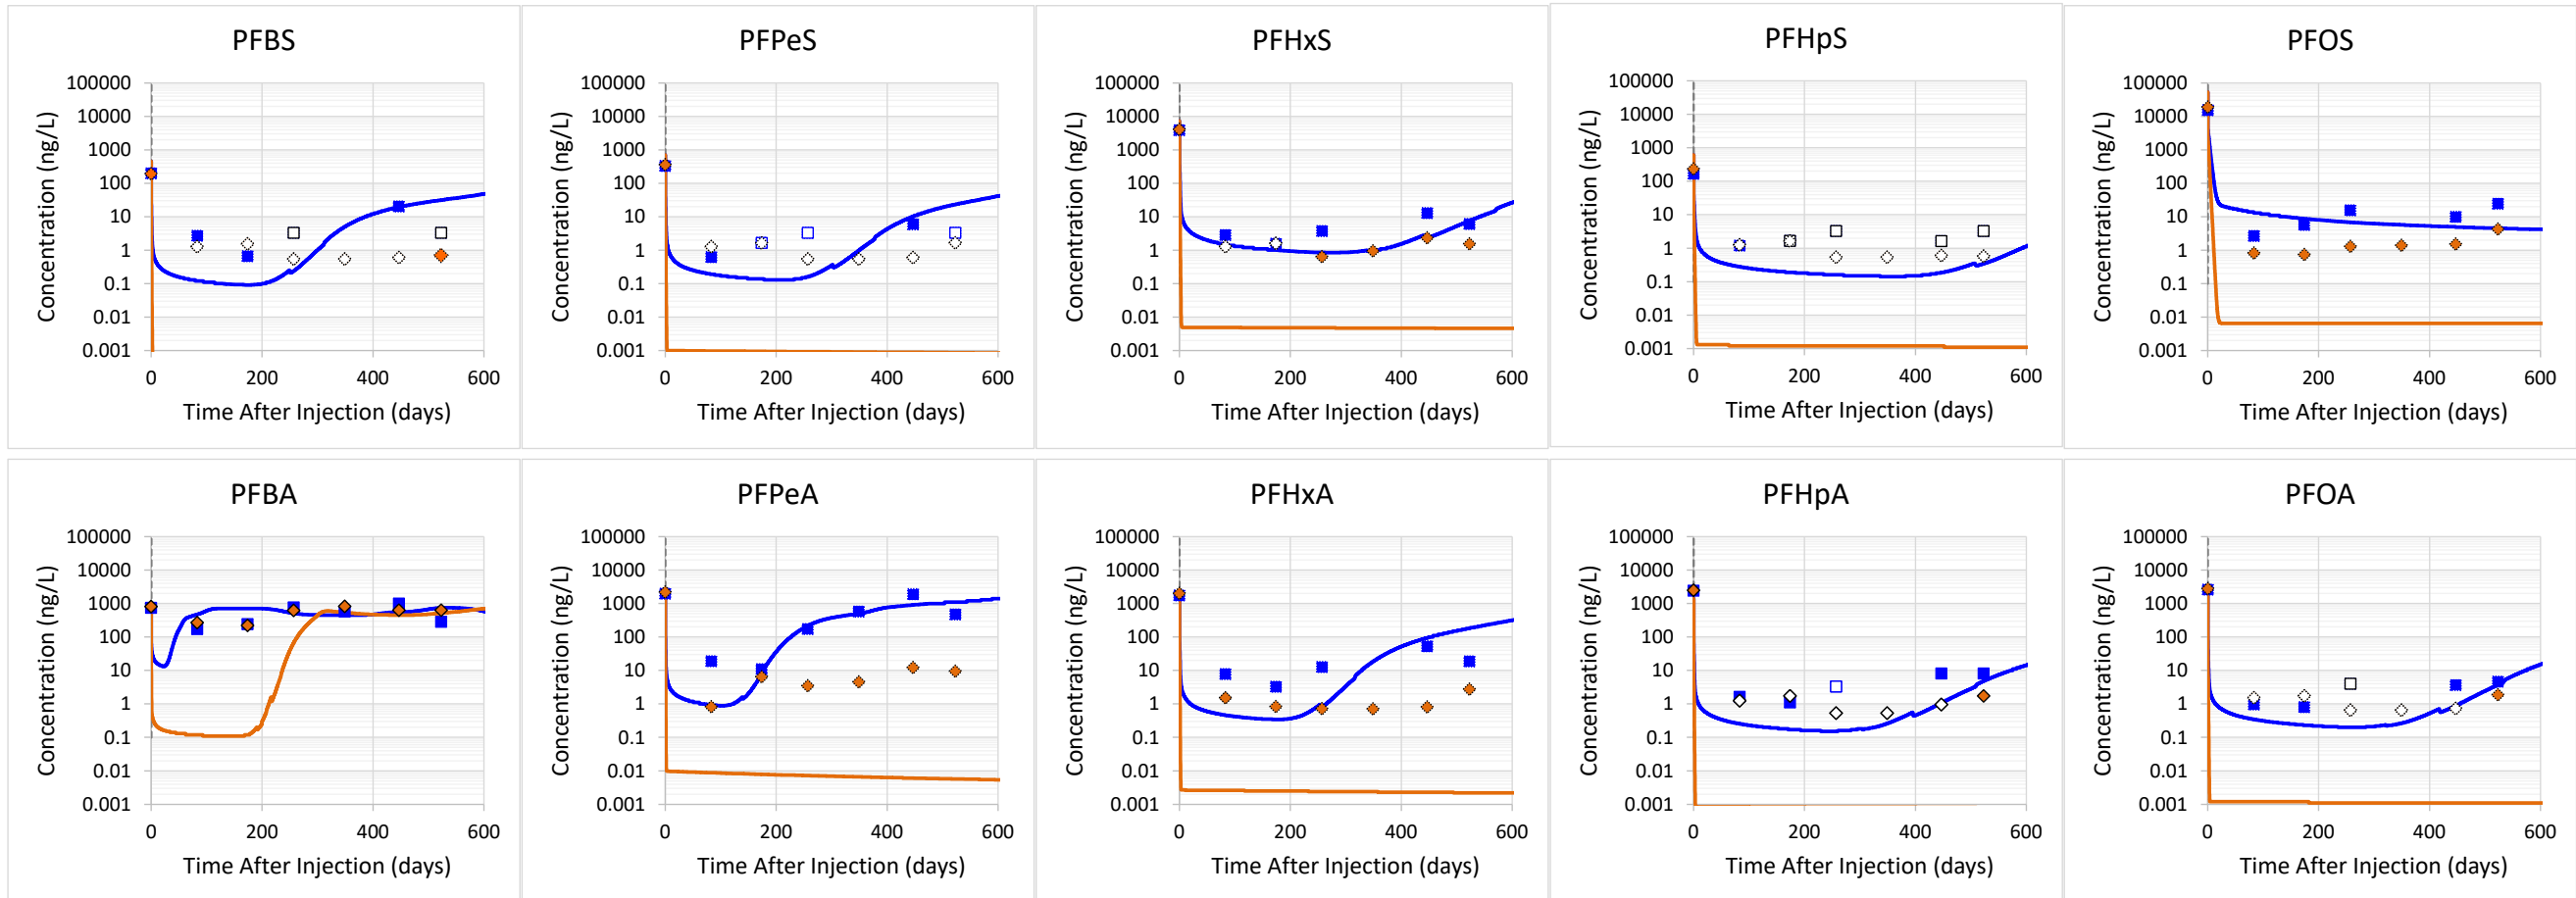 PFBS
Concentration (ng/L)
100000
10000
1000
100
10
1
0.1
0.01
0.001
0 200 400 600
Time After Injection (days)
PFPeS
Concentration (ng/L)
100000
10000
1000
100
10
1
0.1
0.01
0.001
0 200 400 600
Time After Injection (days)
PFHxS
Concentration (ng/L)
100000
10000
1000
100
10
1
0.1
0.01
0.001
0 200 400 600
Time After Injection (days)
PFHpS
Concentration (ng/L)
100000
10000
1000
100
10
1
0.1
0.01
0.001
0 200 400 600
Time After Injection (days)
PFOS
Concentration (ng/L)
100000
10000
1000
100
10
1
0.1
0.01
0.001
0 200 400 600
Time After Injection (days)
PFBA
Concentration (ng/L)
100000
10000
1000
100
10
1
0.1
0.01
0.001
0 200 400 600
Time After Injection (days)
PFPeA
Concentration (ng/L)
100000
10000
1000
100
10
1
0.1
0.01
0.001
0 200 400 600
Time After Injection (days)
PFHxA
Concentration (ng/L)
100000
10000
1000
100
10
1
0.1
0.01
0.001
0 200 400 600
Time After Injection (days)
PFHpA
Concentration (ng/L)
100000
10000
1000
100
10
1
0.1
0.01
0.001
0 200 400 600
Time After Injection (days)
PFOA
Concentration (ng/L)
100000
10000
1000
100
10
1
0.1
0.01
0.001
0 200 400 600
Time After Injection (days)